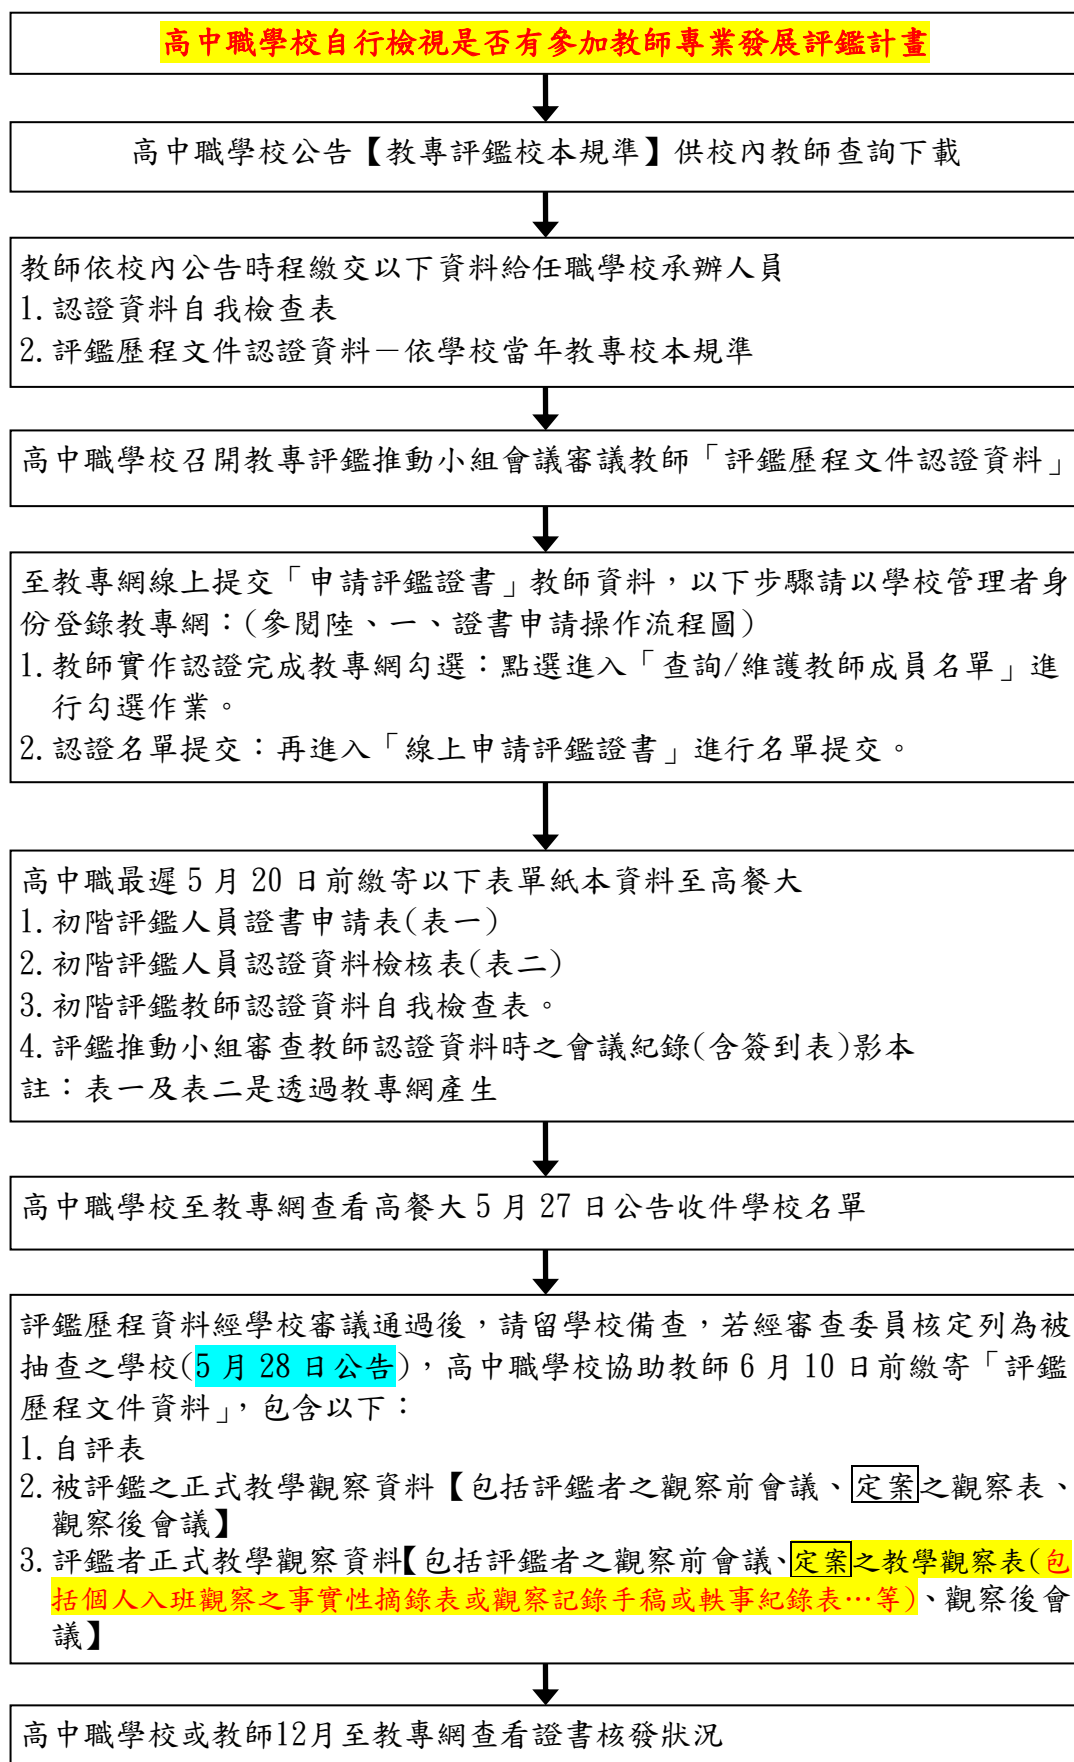 高中職學校自行檢視是否有參加教師專業發展評鑑計畫
高中職學校公告【教專評鑑校本規準】供校內教師查詢下載
教師依校內公告時程繳交以下資料給任職學校承辦人員
1.認證資料自我檢查表
2.評鑑歷程文件認證資料－依學校當年教專校本規準
高中職學校召開教專評鑑推動小組會議審議教師「評鑑歷程文件認證資料」
至教專網線上提交「申請評鑑證書」教師資料，以下步驟請以學校管理者身
份登錄教專網：(參閱陸、一、證書申請操作流程圖)
1.教師實作認證完成教專網勾選：點選進入「查詢/維護教師成員名單」進
行勾選作業。
2.認證名單提交：再進入「線上申請評鑑證書」進行名單提交。
高中職最遲 5 月 20 日前繳寄以下表單紙本資料至高餐大
1.初階評鑑人員證書申請表(表一)
2.初階評鑑人員認證資料檢核表(表二)
3.初階評鑑教師認證資料自我檢查表。
4.評鑑推動小組審查教師認證資料時之會議紀錄(含簽到表)影本
註：表一及表二是透過教專網產生
高中職學校至教專網查看高餐大 5 月 27 日公告收件學校名單
評鑑歷程資料經學校審議通過後，請留學校備查，若經審查委員核定列為被
抽查之學校(5 月 28 日公告)，高中職學校協助教師 6 月 10 日前繳寄「評鑑
歷程文件資料」，包含以下：
1.自評表
2.被評鑑之正式教學觀察資料【包括評鑑者之觀察前會議、定案之觀察表、
觀察後會議】
3.評鑑者正式教學觀察資料【包括評鑑者之觀察前會議、定案之教學觀察表(包
括個人入班觀察之事實性摘錄表或觀察記錄手稿或軼事紀錄表…等)、觀察後會
議】
高中職學校或教師12月至教專網查看證書核發狀況